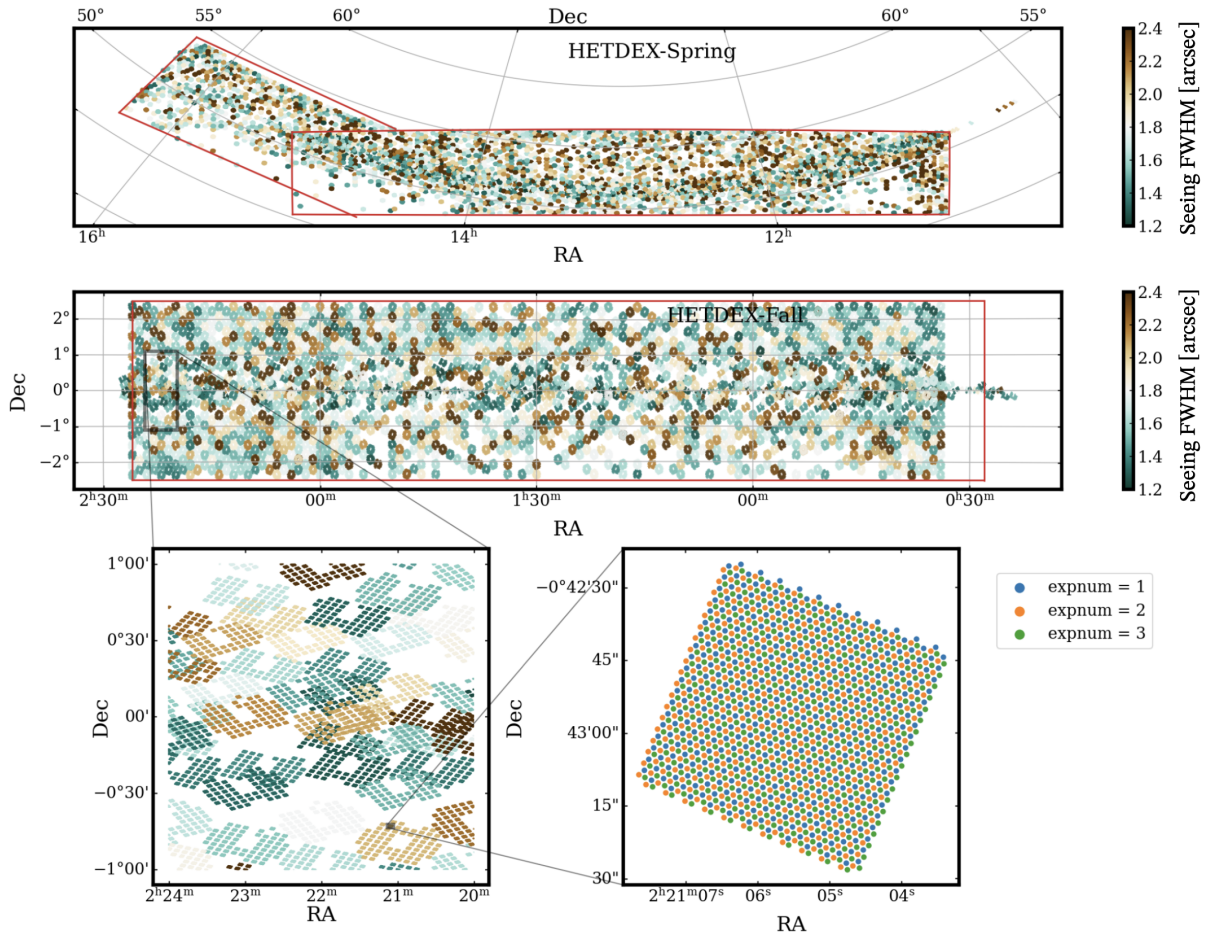 50° 55° 60° Dec 60° 55°
HETDEX-Spring
16h 14h 12h
RA
2.4
2.2
2.0
1.8
1.6
1.4
1.2
Seeing FWHM [arcsec]
HETDEX-Fall
Dec
2°
1°
0°
−1°
−2°
2h30m 00m 1h30m 00m 0h30m
RA
2.4
2.2
2.0
1.8
1.6
1.4
1.2
Seeing FWHM [arcsec]
Dec
1°00'
0°30'
00'
−0°30'
−1°00'
2h24m 23m 22m 21m 20m
RA
Dec
−0°42'30"
45"
43'00"
15"
30"
2h21m07s 06s 05s 04s
RA
expnum = 1
expnum = 2
expnum = 3